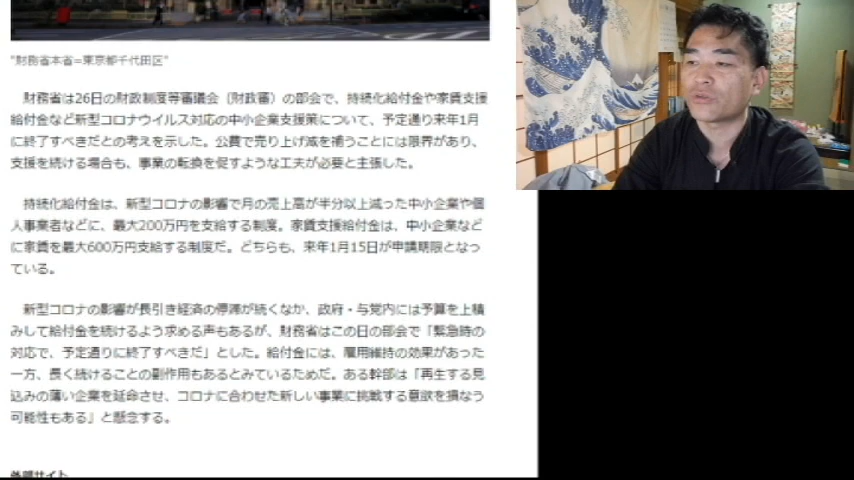 "財務省本省=東京都千代田区"
財務省は26日の財政制度等審議会（財政審）の部会で、持続化給付金や家賃支援
給付金など新型コロナウイルス対応の中小企業支援策について、予定通り来年1月
に終了すべきだとの考えを示した。公費で売り上げ減を補うことには限界があり、
支援を続ける場合も、事業の転換を促すような工夫が必要と主張した。
持続化給付金は、新型コロナの影響で月の売上高が半分以上減った中小企業や個
人事業者などに、最大200万円を支給する制度。家賃支援給付金は、中小企業など
に家賃を最大600万円支給する制度だ。どちらも、来年1月15日が申請期限となっ
ている。
新型コロナの影響が長引き経済の停滞が続くなか、政府・与党内には予算を上積
みして給付金を続けるよう求める声もあるが、財務省はこの日の部会で「緊急時の
対応で、予定通りに終了すべきだ」とした。給付金には、雇用維持の効果があった
一方、長く続けることの副作用もあるとみているためだ。ある幹部は「再生する見
込みの薄い企業を延命させ、コロナに合わせた新しい事業に挑戦する意欲を損なう
可能性もある」と懸念する。
外部サイト